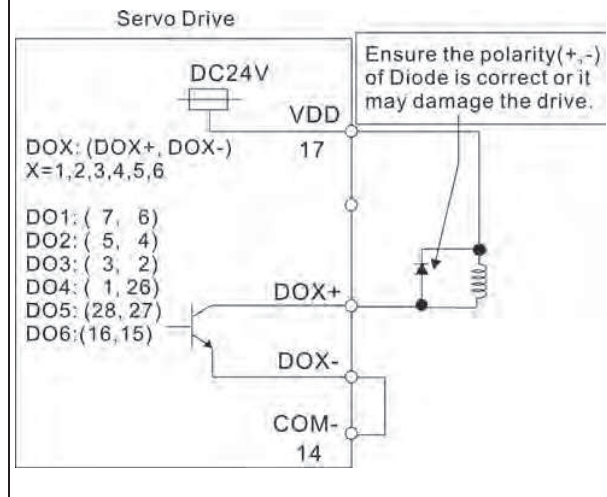 Servo Drive
Ensure the polarity(+,-)
of Diode is correct or it
may damage the drive.
DC24V
VDD
17
DOX: (DOX+, DOX-)
X=1,2,3,4,5,6
DO1: ( 7, 6)
DO2: ( 5, 4)
DO3: ( 3, 2)
DO4: ( 1, 26)
DO5: (28, 27)
DO6:(16,15)
DOX+
DOX-
COM-
14